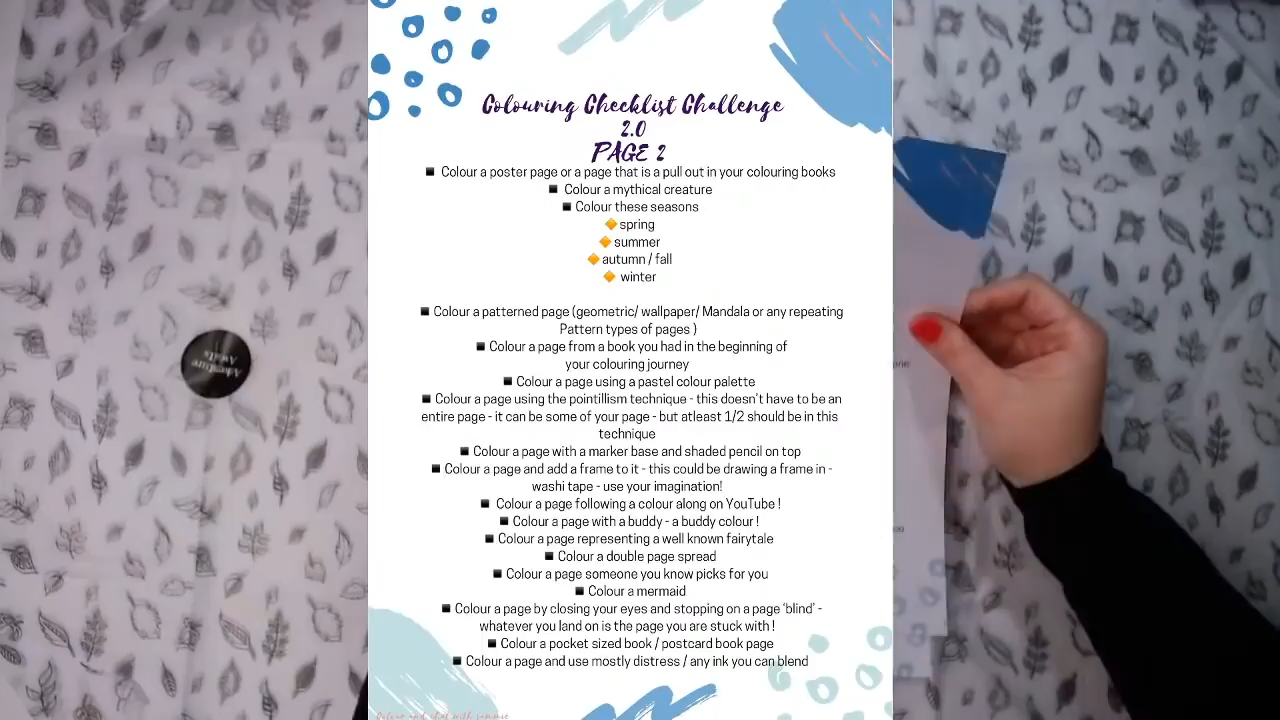 Colouring Checklist Challenge
2.0
PAGE 2
◾ Colour a poster page or a page that is a pull out in your colouring books
◾ Colour a mythical creature
◾ Colour these seasons
🔸 spring
🔸 summer
🔸 autumn / fall
🔸 winter
◾ Colour a patterned page (geometric/ wallpaper/ Mandala or any repeating
Pattern types of pages )
◾ Colour a page from a book you had in the beginning of
your colouring journey
◾ Colour a page using a pastel colour palette
◾ Colour a page using the pointillism technique - this doesn't have to be an
entire page - it can be some of your page - but atleast 1/2 should be in this
technique
◾ Colour a page with a marker base and shaded pencil on top
◾ Colour a page and add a frame to it - this could be drawing a frame in -
washi tape - use your imagination!
◾ Colour a page following a colour along on YouTube !
◾ Colour a page with a buddy - a buddy colour !
◾ Colour a page representing a well known fairytale
◾ Colour a double page spread
◾ Colour a page someone you know picks for you
◾ Colour a mermaid
◾ Colour a page by closing your eyes and stopping on a page 'blind' -
whatever you land on is the page you are stuck with !
◾ Colour a pocket sized book / postcard book page
◾ Colour a page and use mostly distress / any ink you can blend
Colour and chat with sammie
Adventure
Awaits